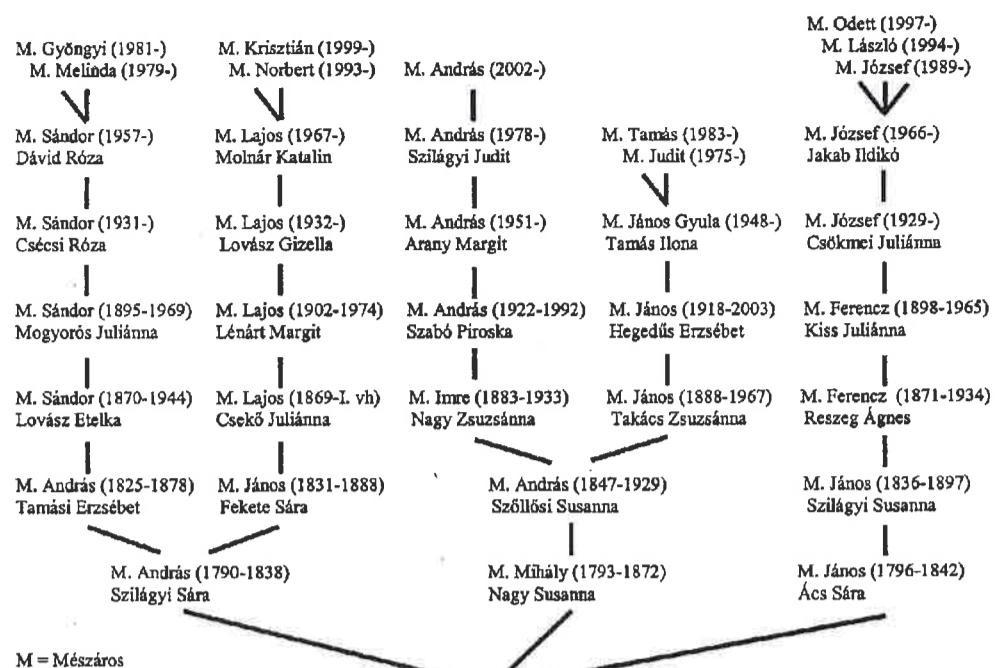 M. Gyöngyi (1981-)
M. Melinda (1979-)
M. Krisztián (1999-)
M. Norbert (1993-)
M. András (2002-)
M. Odett (1997-)
M. László (1994-)
M. József (1989-)
M. Sándor (1957-)
Dávid Róza
M. Lajos (1967-)
Molnár Katalin
M. András (1978-)
Szilágyi Judit
M. Tamás (1983-)
M. Judit (1975-)
M. József (1966-)
Jakab Ildikó
M. Sándor (1931-)
Csécsi Róza
M. Lajos (1932-)
Lovász Gizella
M. András (1951-)
Arany Margit
M. János Gyula (1948-)
Tamás Ilona
M. József (1929-)
Csökmei Juliánna
M. Sándor (1895-1969)
Mogyorós Juliánna
M. Lajos (1902-1974)
Lénárt Margit
M. András (1922-1992)
Szabó Piroska
M. János (1918-2003)
Hegedűs Erzsébet
M. Ferencz (1898-1965)
Kiss Juliánna
M. Sándor (1870-1944)
Lovász Etelka
M. Lajos (1869-I. vh)
Csekő Juliánna
M. Imre (1883-1933)
Nagy Zsuzsánna
M. János (1888-1967)
Takács Zsuzsánna
M. Ferencz (1871-1934)
Reszeg Ágnes
M. András (1825-1878)
Tamási Erzsébet
M. János (1831-1888)
Fekete Sára
M. András (1847-1929)
Szőllősi Susanna
M. János (1836-1897)
Szilágyi Susanna
M. András (1790-1838)
Szilágyi Sára
M. Mihály (1793-1872)
Nagy Susanna
M. János (1796-1842)
Ács Sára
M = Mészáros